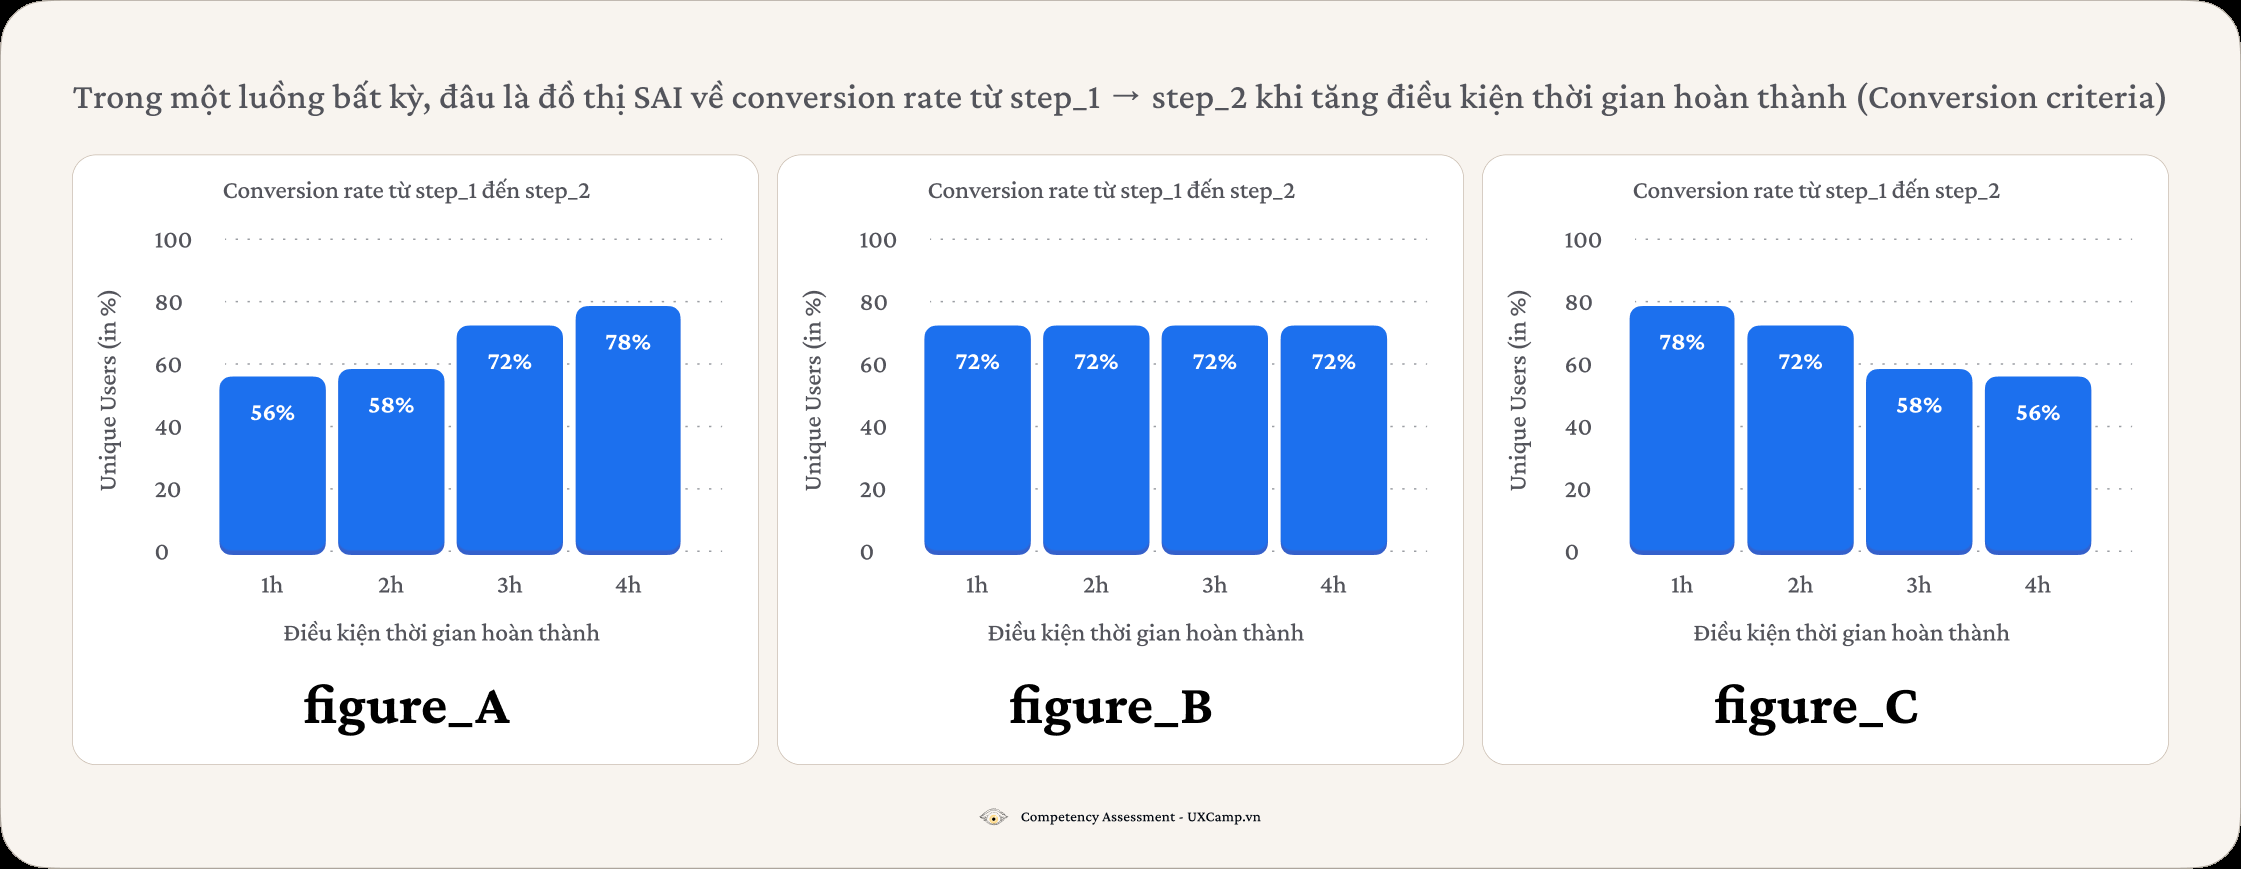 Trong một luồng bất kỳ, đâu là đồ thị SAI về conversion rate từ step_1 → step_2 khi tăng điều kiện thời gian hoàn thành (Conversion criteria)
Conversion rate từ step_1 đến step_2
Unique Users (in %)
100
80
60
40
20
0
56%
58%
72%
78%
1h
2h
3h
4h
Điều kiện thời gian hoàn thành
figure_A
Conversion rate từ step_1 đến step_2
Unique Users (in %)
100
80
60
40
20
0
72%
72%
72%
72%
1h
2h
3h
4h
Điều kiện thời gian hoàn thành
figure_B
Conversion rate từ step_1 đến step_2
Unique Users (in %)
100
80
60
40
20
0
78%
72%
58%
56%
1h
2h
3h
4h
Điều kiện thời gian hoàn thành
figure_C
Competency Assessment - UXCamp.vn